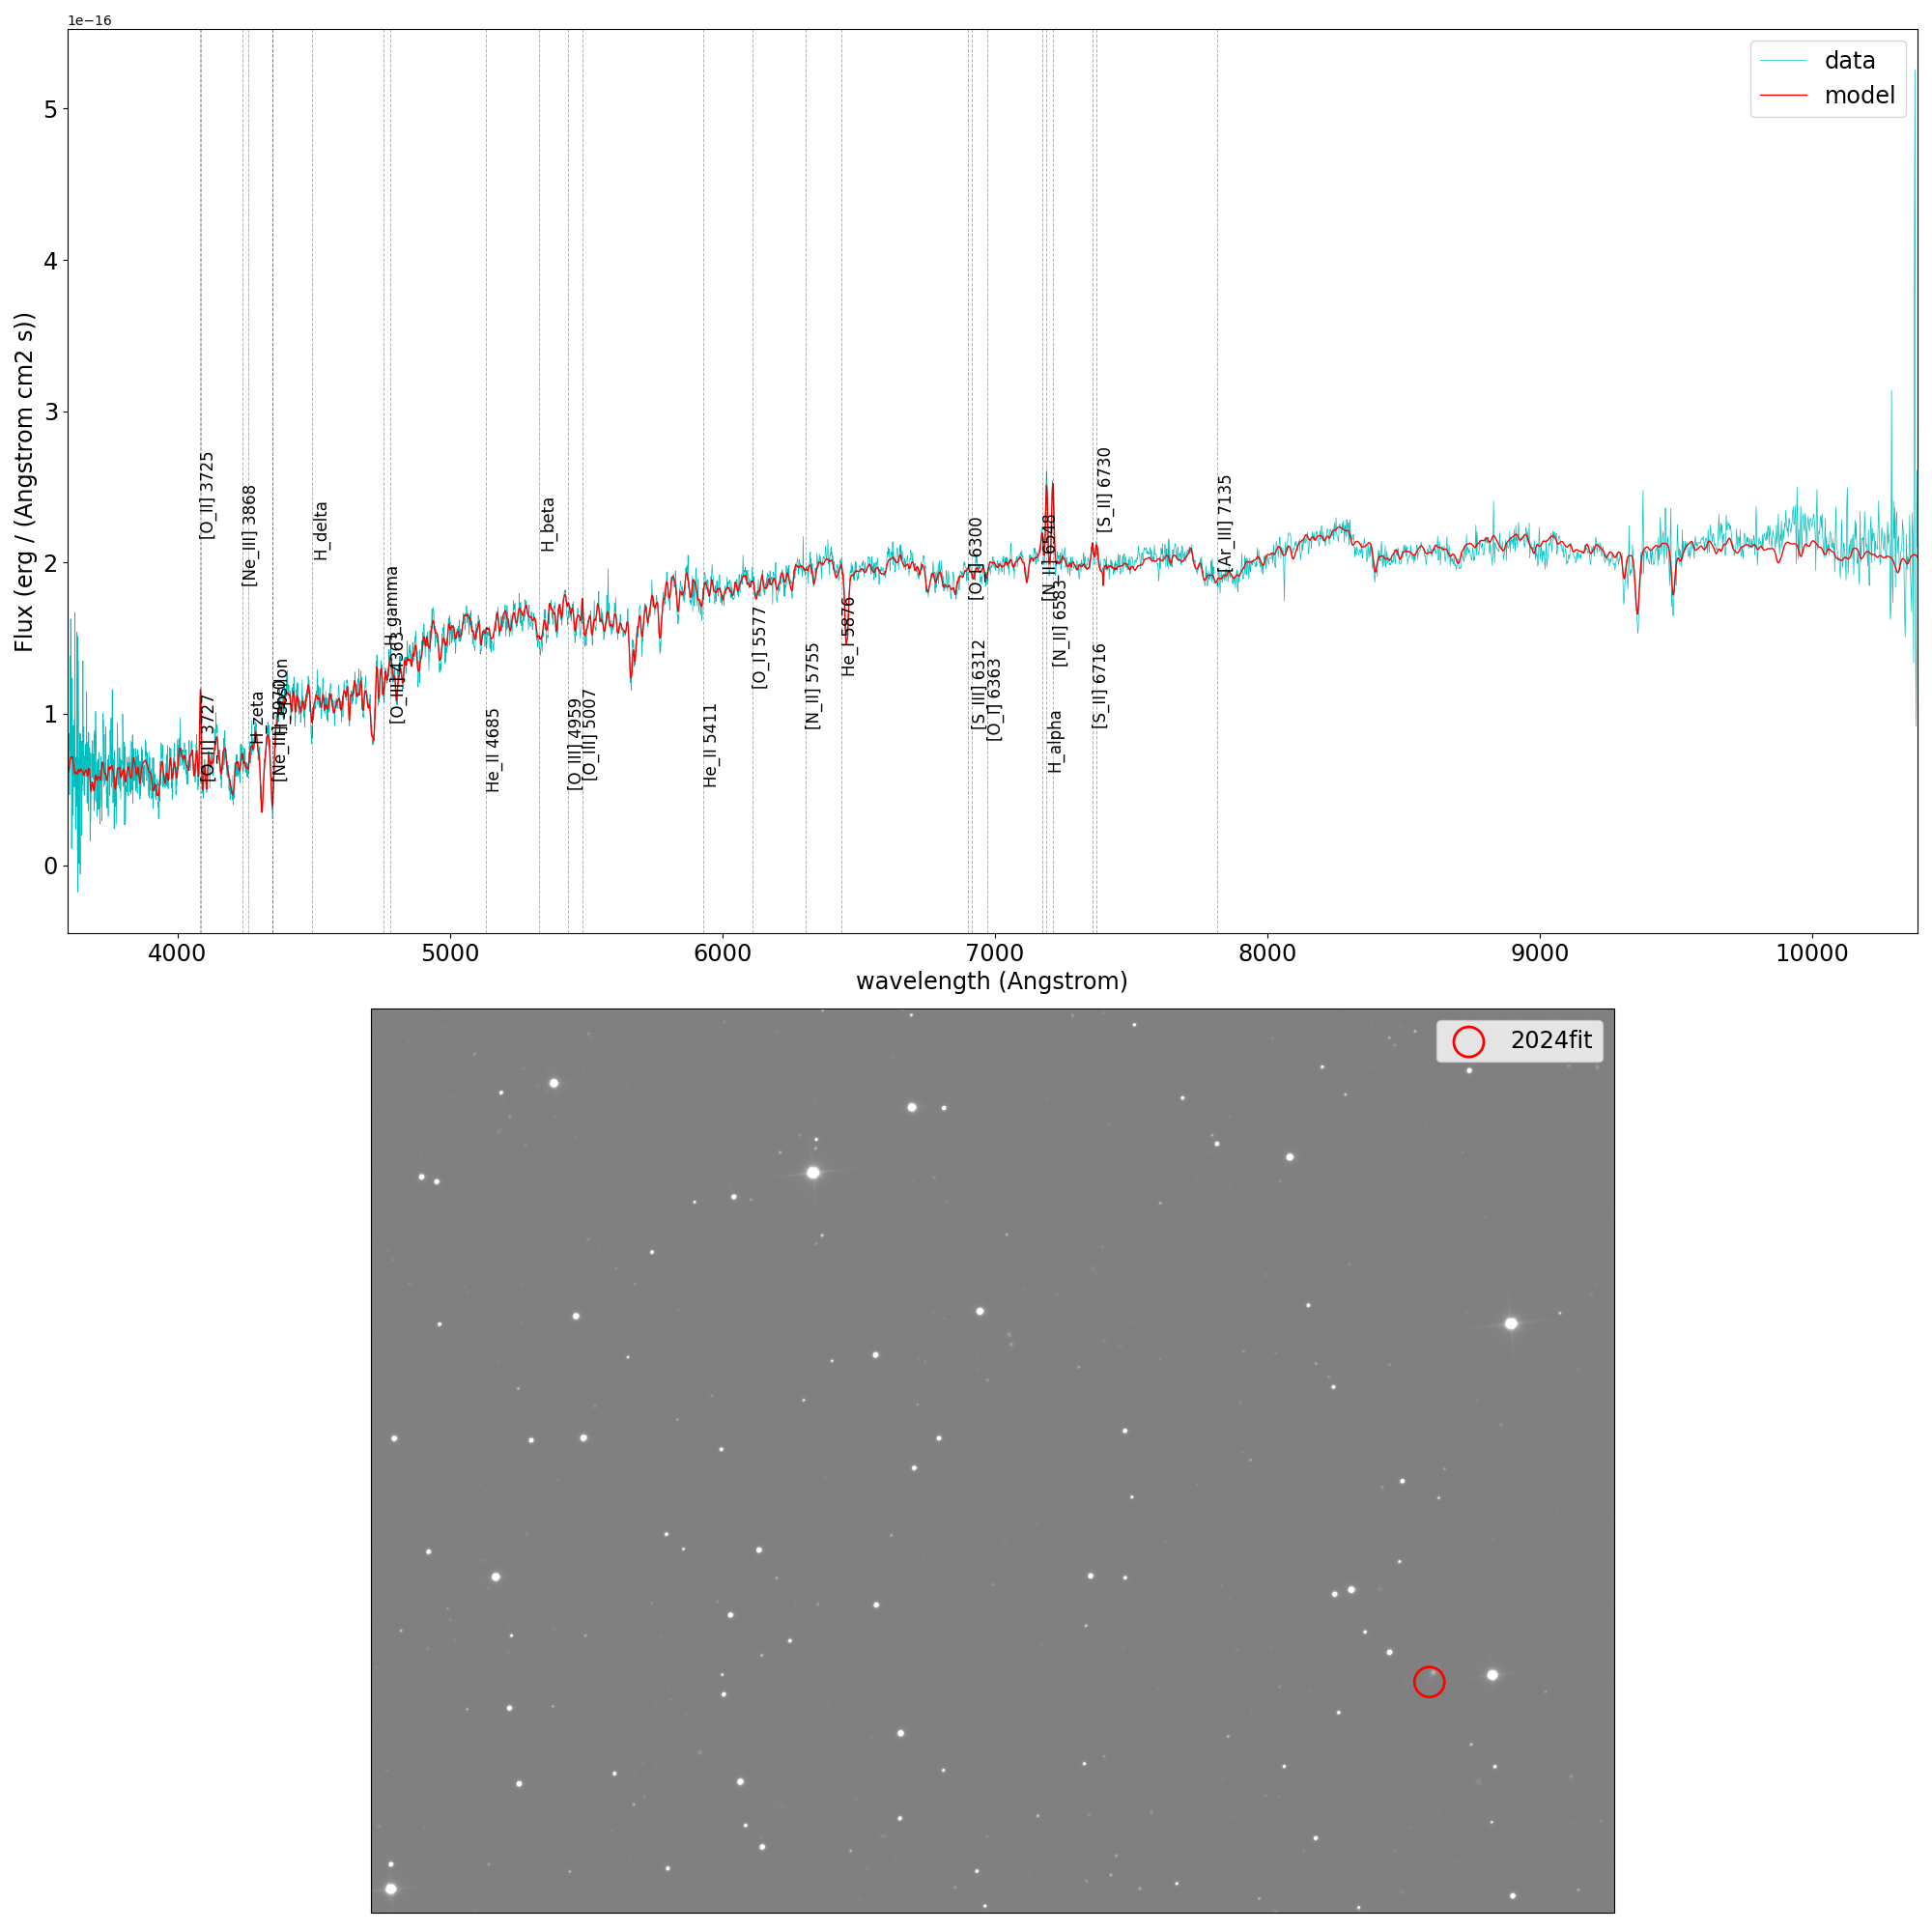 1e−16
data
model
5
4
3
2
1
0
Flux (erg / (Angstrom cm2 s))
[O_II] 3725
[O_II] 3727
[Ne_III] 3868
H_zeta
[Ne_III] 3970
H_epsilon
H_delta
H_gamma
[O_III] 4363
He_II 4685
H_beta
[O_III] 4959
[O_III] 5007
He_II 5411
[O_I] 5577
[N_II] 5755
He_I 5876
[O_I] 6300
[S_III] 6312
[O_I] 6363
[N_II] 6548
H_alpha
[N_II] 6583
[S_II] 6716
[S_II] 6730
[Ar_III] 7135
4000 5000 6000 7000 8000 9000 10000
wavelength (Angstrom)
2024fit